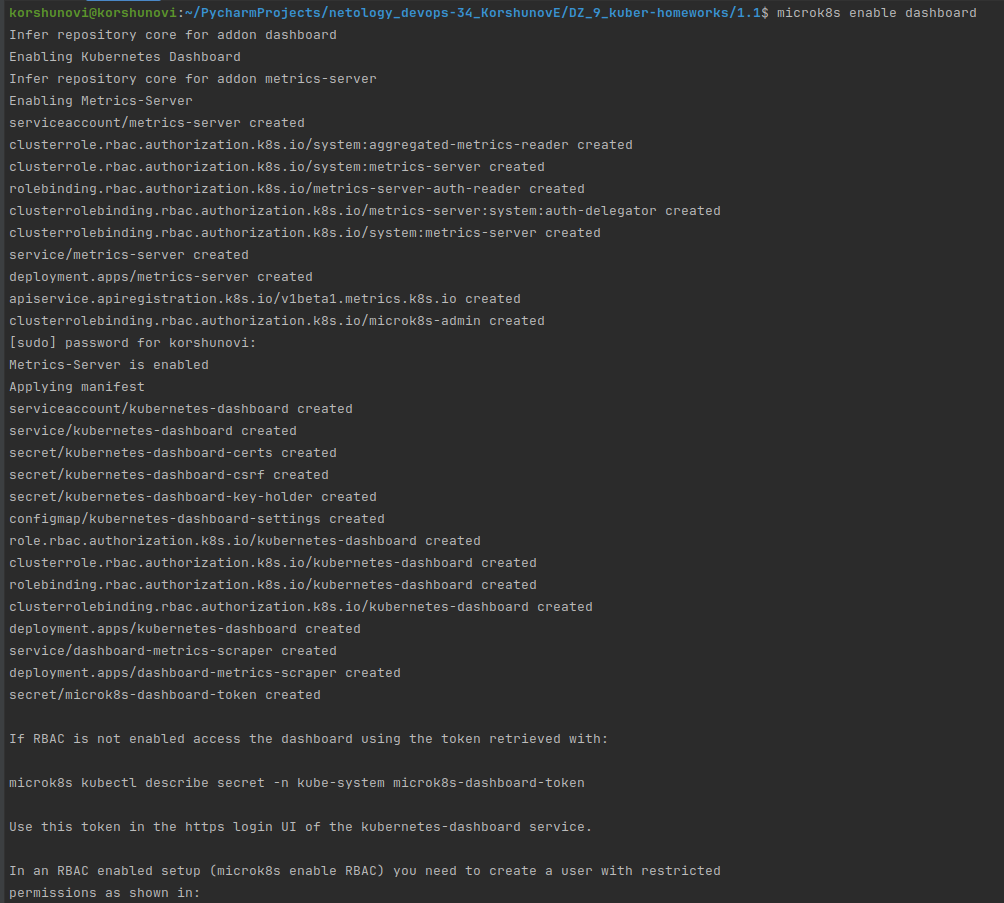 korshunovi@korshunovi:~/PycharmProjects/netology_devops-34_KorshunovE/DZ_9_kuber-homeworks/1.1$ microk8s enable dashboard
Infer repository core for addon dashboard
Enabling Kubernetes Dashboard
Infer repository core for addon metrics-server
Enabling Metrics-Server
serviceaccount/metrics-server created
clusterrole.rbac.authorization.k8s.io/system:aggregated-metrics-reader created
clusterrole.rbac.authorization.k8s.io/system:metrics-server created
rolebinding.rbac.authorization.k8s.io/metrics-server-auth-reader created
clusterrolebinding.rbac.authorization.k8s.io/metrics-server:system:auth-delegator created
clusterrolebinding.rbac.authorization.k8s.io/system:metrics-server created
service/metrics-server created
deployment.apps/metrics-server created
apiservice.apiregistration.k8s.io/v1beta1.metrics.k8s.io created
clusterrolebinding.rbac.authorization.k8s.io/microk8s-admin created
[sudo] password for korshunovi:
Metrics-Server is enabled
Applying manifest
serviceaccount/kubernetes-dashboard created
service/kubernetes-dashboard created
secret/kubernetes-dashboard-certs created
secret/kubernetes-dashboard-csrf created
secret/kubernetes-dashboard-key-holder created
configmap/kubernetes-dashboard-settings created
role.rbac.authorization.k8s.io/kubernetes-dashboard created
clusterrole.rbac.authorization.k8s.io/kubernetes-dashboard created
rolebinding.rbac.authorization.k8s.io/kubernetes-dashboard created
clusterrolebinding.rbac.authorization.k8s.io/kubernetes-dashboard created
deployment.apps/kubernetes-dashboard created
service/dashboard-metrics-scraper created
deployment.apps/dashboard-metrics-scraper created
secret/microk8s-dashboard-token created
If RBAC is not enabled access the dashboard using the token retrieved with:
microk8s kubectl describe secret -n kube-system microk8s-dashboard-token
Use this token in the https login UI of the kubernetes-dashboard service.
In an RBAC enabled setup (microk8s enable RBAC) you need to create a user with restricted
permissions as shown in: